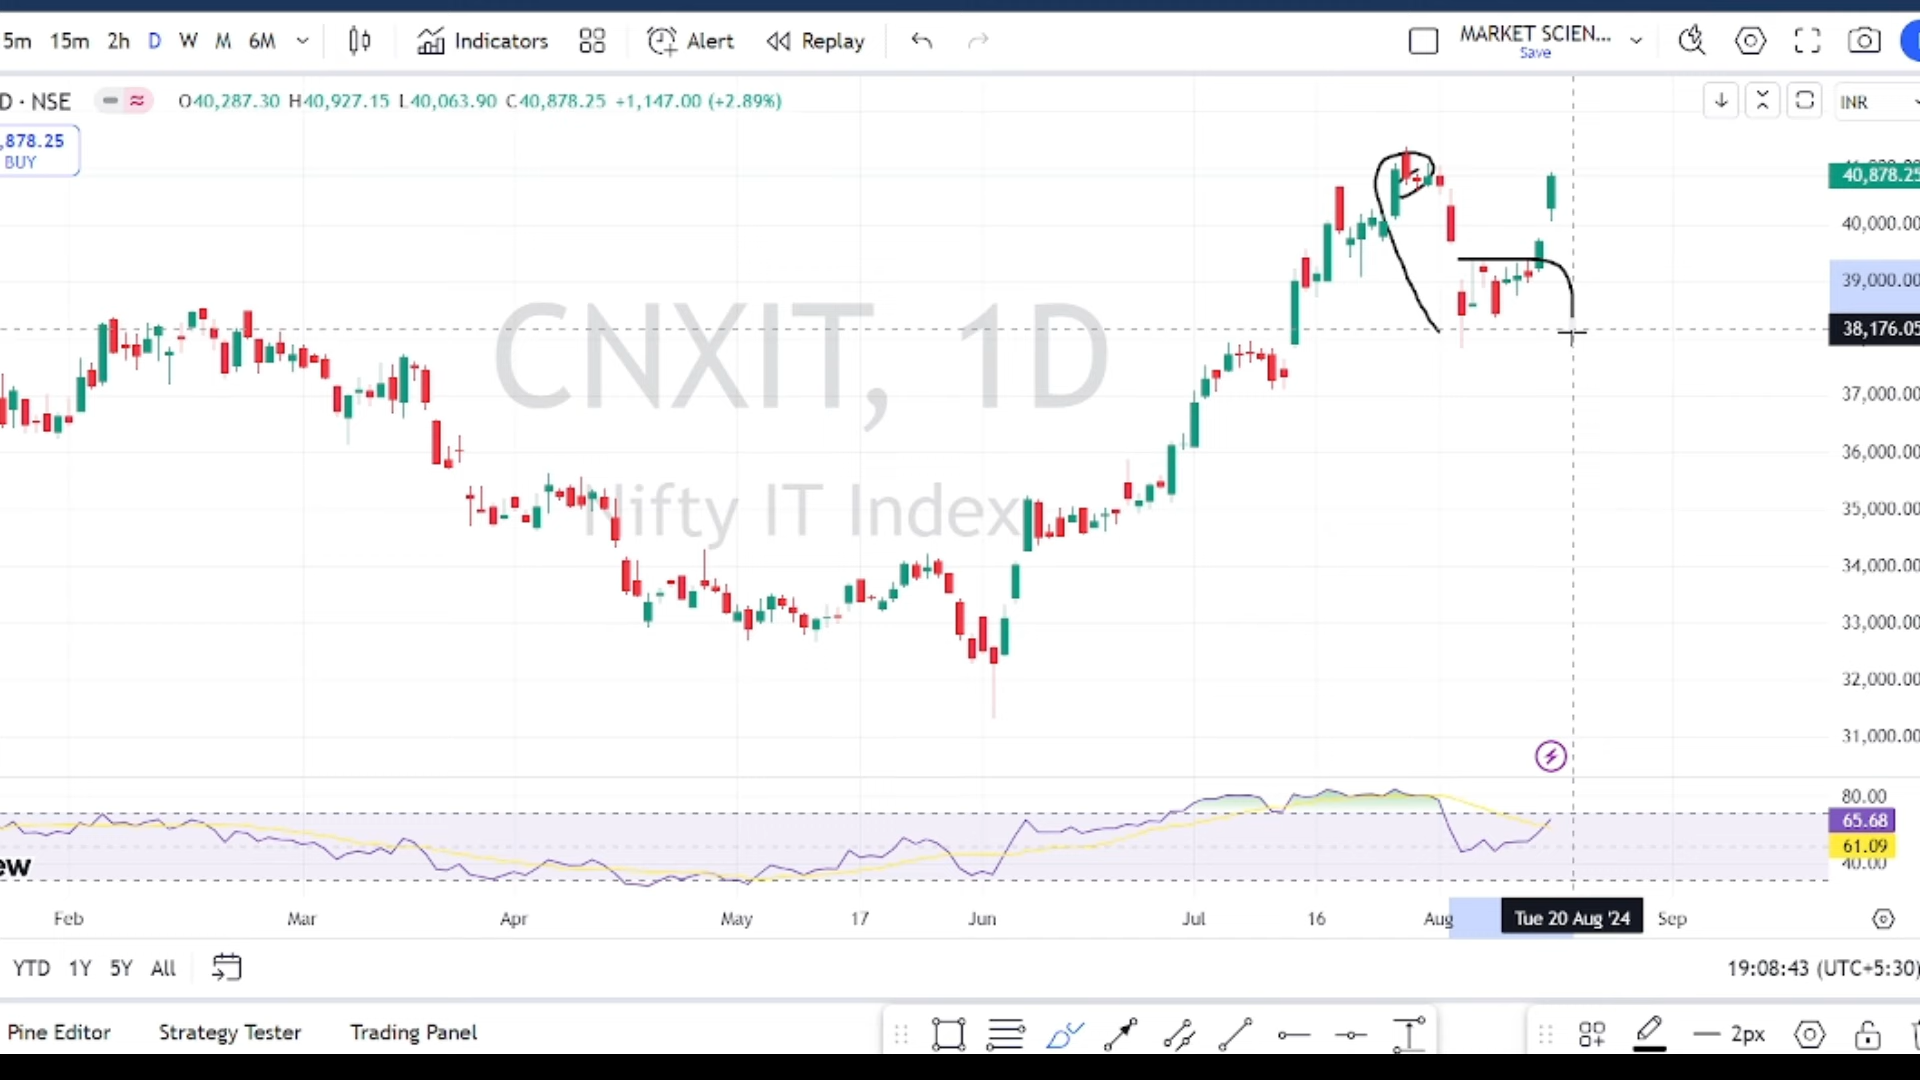 5m 15m 2h D W M 6M Indicators Alert Replay MARKET SCIEN...
Save
D · NSE O40,287.30 H40,927.15 L40,063.90 C40,878.25 +1,147.00 (+2.89%) INR
,878.25
BUY
40,878.25
40,000.00
39,000.00
38,176.05
37,000.00
36,000.00
35,000.00
34,000.00
33,000.00
32,000.00
31,000.00
CNXIT, 1D
Nifty IT Index
80.00
65.68
61.09
40.00
ew
Feb Mar Apr May 17 Jun Jul 16 Aug Tue 20 Aug '24 Sep
YTD 1Y 5Y All 19:08:43 (UTC+5:30)
Pine Editor Strategy Tester Trading Panel 2px